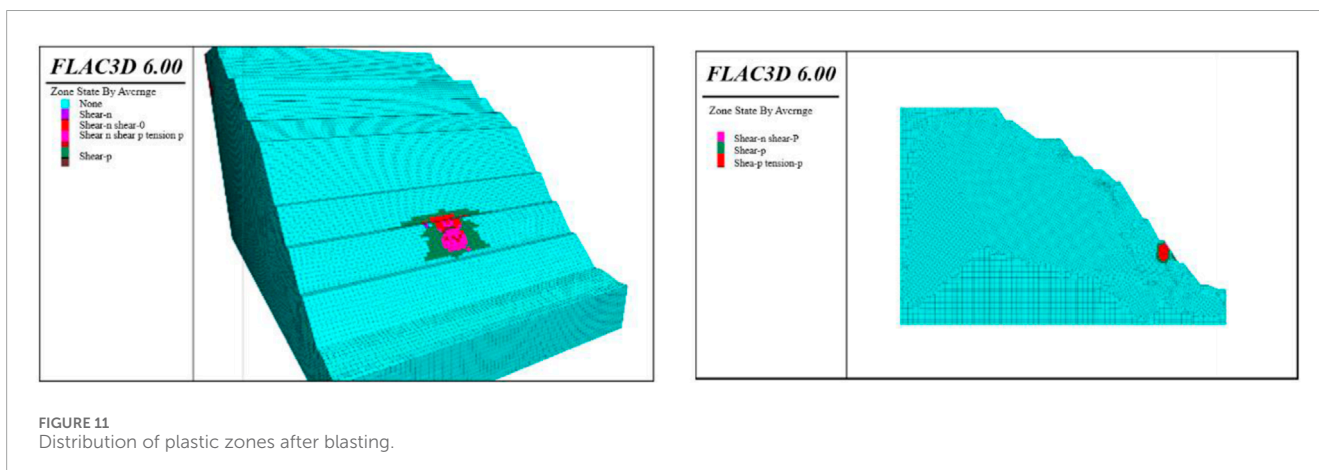 FLAC3D 6.00
Zone State By Avernge
None
Shear-n
Shear-n shear-0
Shear n shear p tension p
Shear-p
FLAC3D 6.00
Zone State By Avernge
Shear-n shear-P
Shear-p
Shea-p tension-p
FIGURE 11
Distribution of plastic zones after blasting.